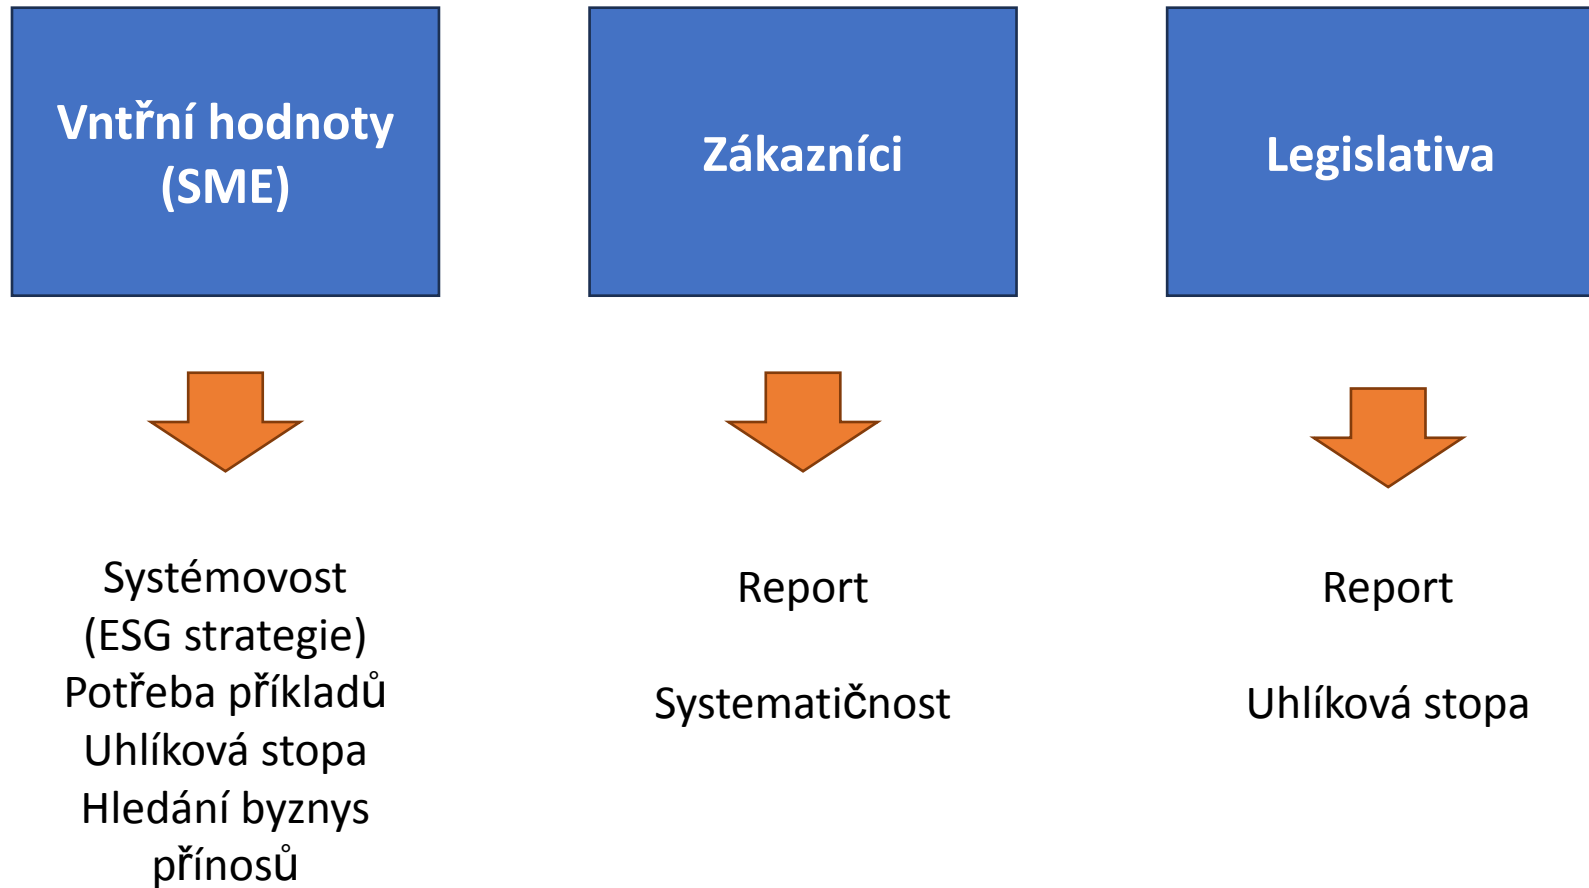 Vntřní hodnoty
(SME)
Zákazníci
Legislativa
Systémovost
(ESG strategie)
Potřeba příkladů
Uhlíková stopa
Hledání byznys
přínosů
Report
Systematičnost
Report
Uhlíková stopa